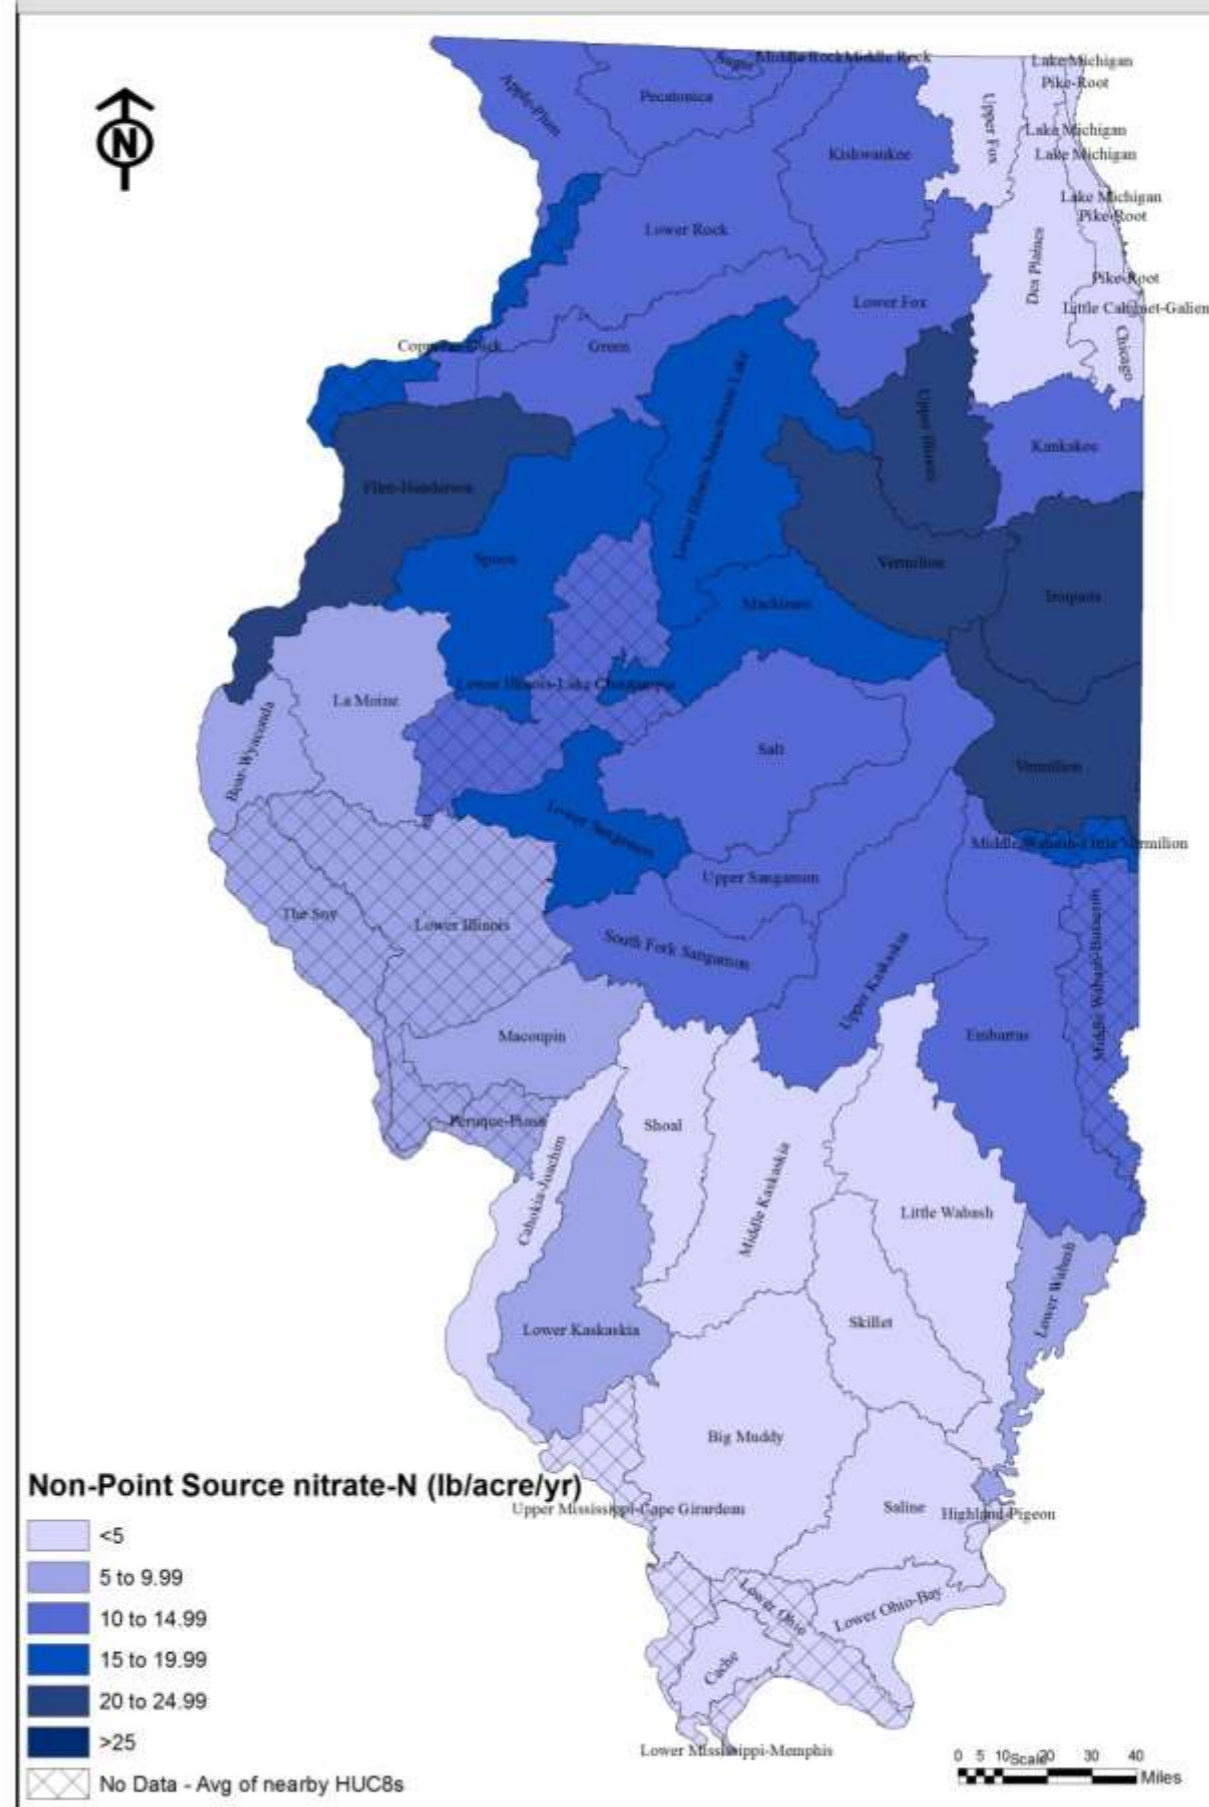 N
Lake Michigan
Pike-Root
Middle Rock
Middle Rock
Sugar
Pecatonica
Apple-Plum
Upper Fox
Lake Michigan
Kishwaukee
Lake Michigan
Lake Michigan
Pike-Root
Lower Rock
Des Plaines
Pike-Root
Lower Fox
Little Calumet-Galien
Green
Chicago
Upper Illinois
Kankakee
Flint-Henderson
Spoon
Vermilion
Iroquois
Mackinaw
Lower Illinois-Lake Chautauqua
La Moine
Bear-Wyaconda
Salt
Vermilion
Lower Sangamon
Middle Wabash-Little Vermilion
Upper Sangamon
The Sny
Lower Illinois
South Fork Sangamon
Upper Kaskaskia
Middle Wabash-Busseron
Macoupin
Embarras
Peruque-Piasa
Shoal
Cahokia-Joachim
Middle Kaskaskia
Little Wabash
Lower Wabash
Skillet
Lower Kaskaskia
Big Muddy
Upper Mississippi-Cape Girardeau
Saline
Highland-Pigeon
Lower Ohio
Lower Ohio-Bay
Cache
Lower Mississippi-Memphis
Non-Point Source nitrate-N (lb/acre/yr)
<5
5 to 9.99
10 to 14.99
15 to 19.99
20 to 24.99
>25
No Data - Avg of nearby HUC8s
Scale
0 5 10 20 30 40
Miles